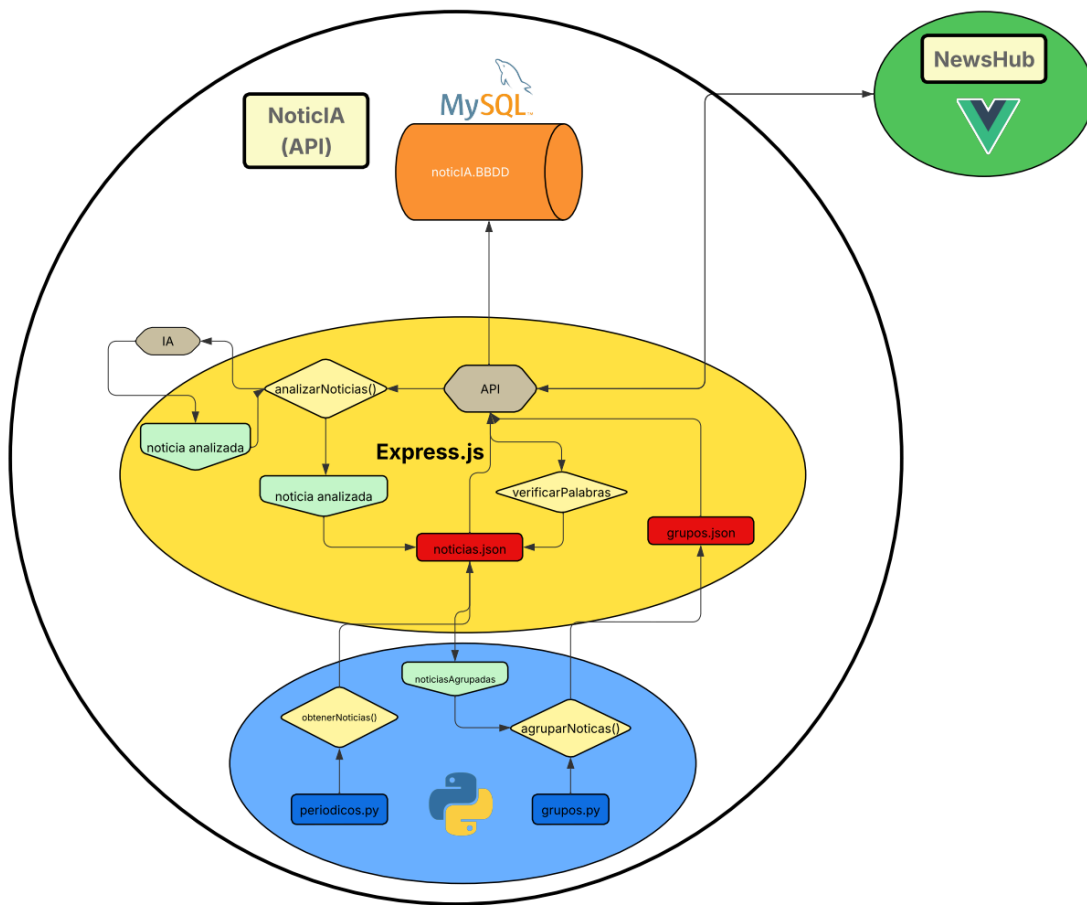 NewsHub
NoticIA
(API)
MySQL
noticIA.BBDD
IA
analizarNoticias()
API
noticia analizada
Express.js
noticia analizada
verificarPalabras
noticias.json
grupos.json
noticiasAgrupadas
obtenerNoticias()
agruparNoticas()
periodicos.py
grupos.py